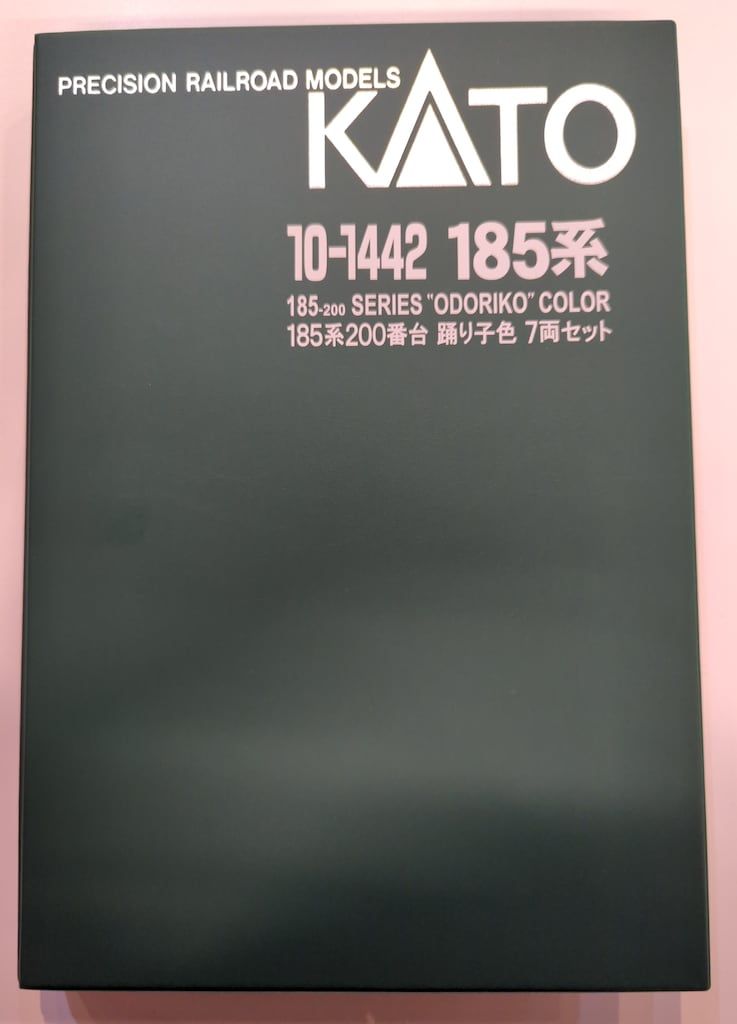 PRECISION RAILROAD MODELS
KATO
10-1442 185系
185-200 SERIES "ODORIKO" COLOR
185系200番台 踊り子色 7両セット